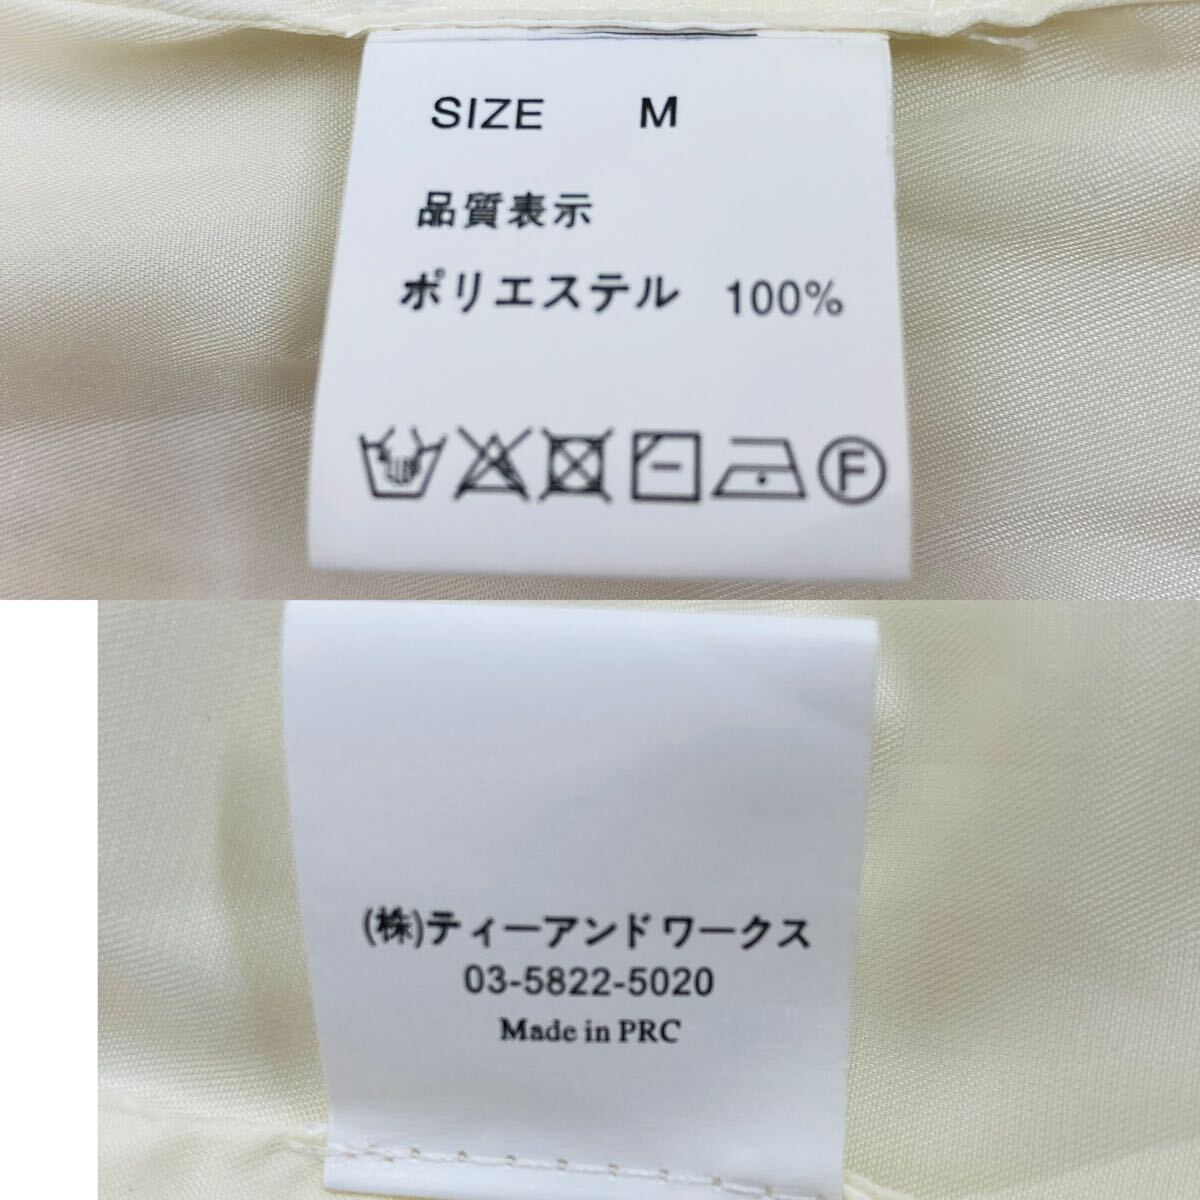 SIZE M
品質表示
ポリエステル 100%
F
(株)ティーアンドワークス
03-5822-5020
Made in PRC